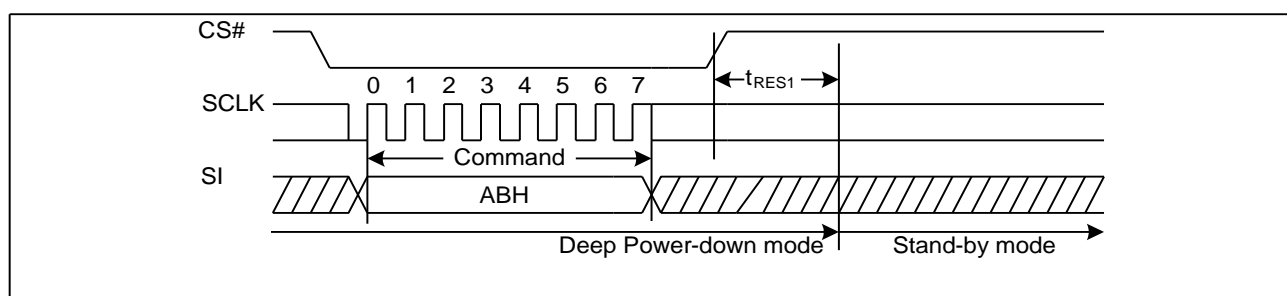 CS#
0 1 2 3 4 5 6 7
tRES1
SCLK
Command
SI
ABH
Deep Power-down mode Stand-by mode